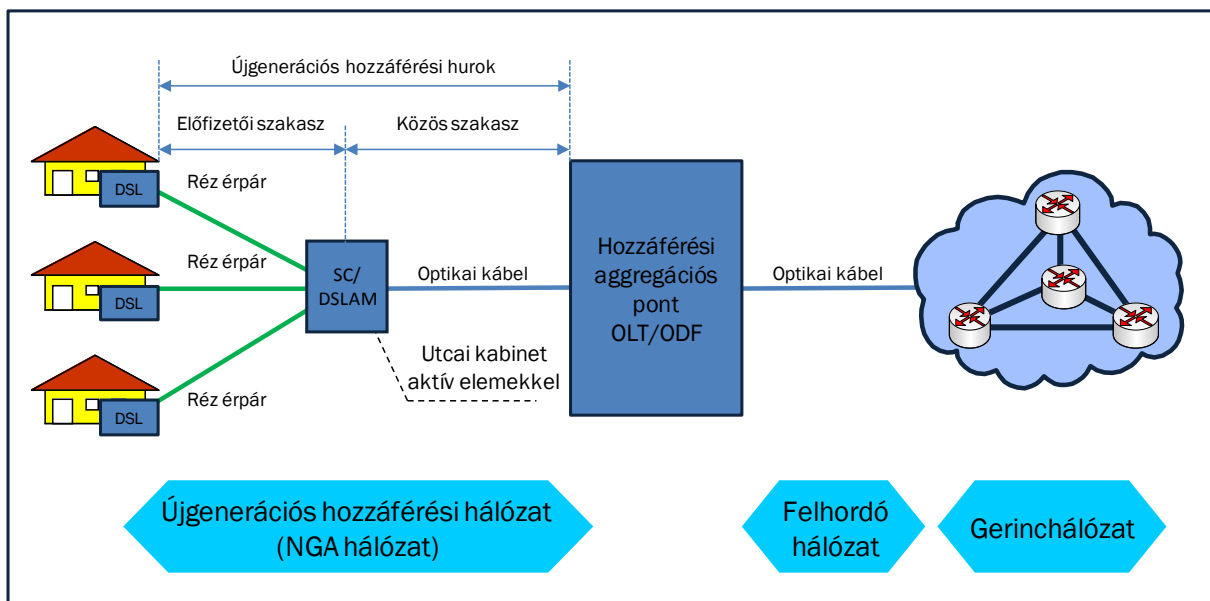 Újgenerációs hozzáférési hurok
Előfizetői szakasz
Közös szakasz
DSL
Réz érpár
DSL
Réz érpár
DSL
Réz érpár
SC/
DSLAM
Optikai kábel
Utcai kabinet
aktív elemekkel
Hozzáférési
aggregációs
pont
OLT/ODF
Optikai kábel
Újgenerációs hozzáférési hálózat
(NGA hálózat)
Felhordó
hálózat
Gerinchálózat